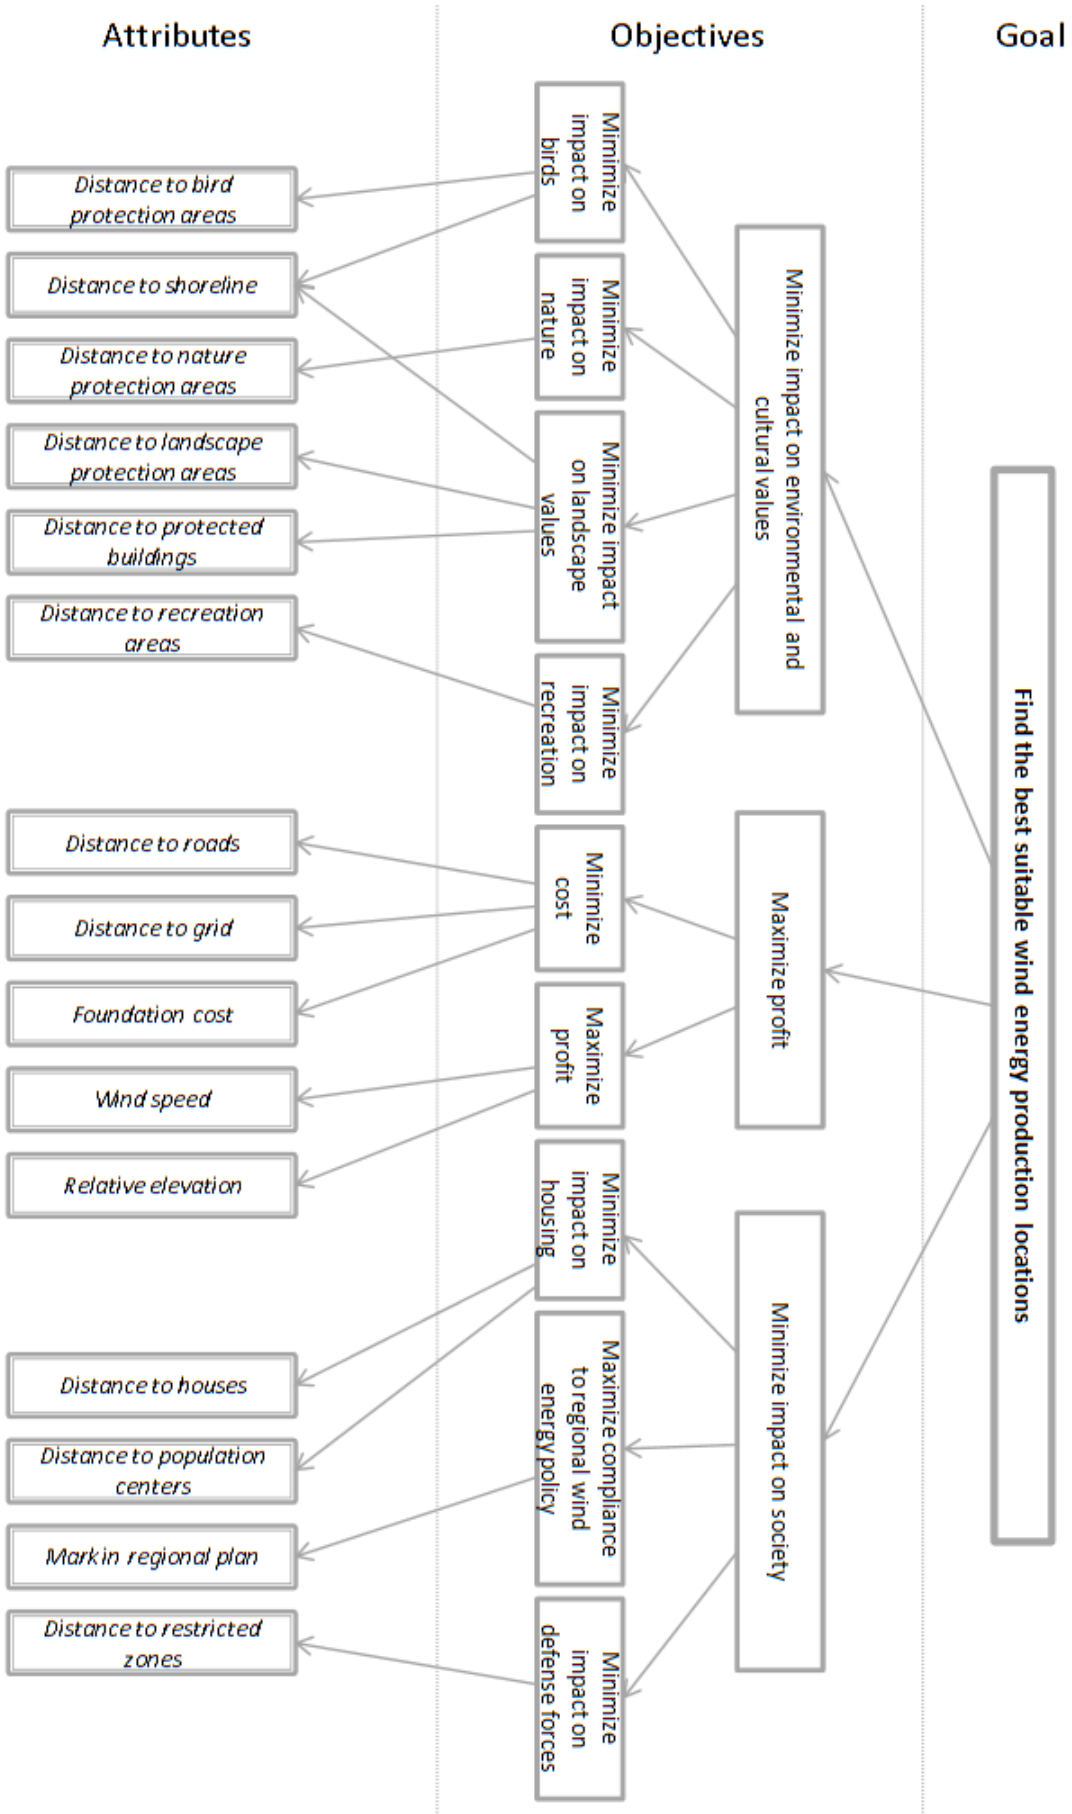 Attributes
Objectives
Goal
Distance to bird
protection areas
Distance to shoreline
Distance to nature
protection areas
Distance to landscape
protection areas
Distance to protected
buildings
Distance to recreation
areas
Distance to roads
Distance to grid
Foundation cost
Wind speed
Relative elevation
Distance to houses
Distance to population
centers
Mark in regional plan
Distance to restricted
zones
Mimimize
impact on
birds
Minimize
impact on
nature
Minimize impact
on landscape
values
Minimize
impact on
recreation
Minimize
cost
Maximize
profit
Minimize
impact on
housing
Maximize compliance
to regional wind
energy policy
Minimize
impact on
defense forces
Minimize impact on environmental and
cultural values
Maximize profit
Minimize impact on society
Find the best suitable wind energy production locations